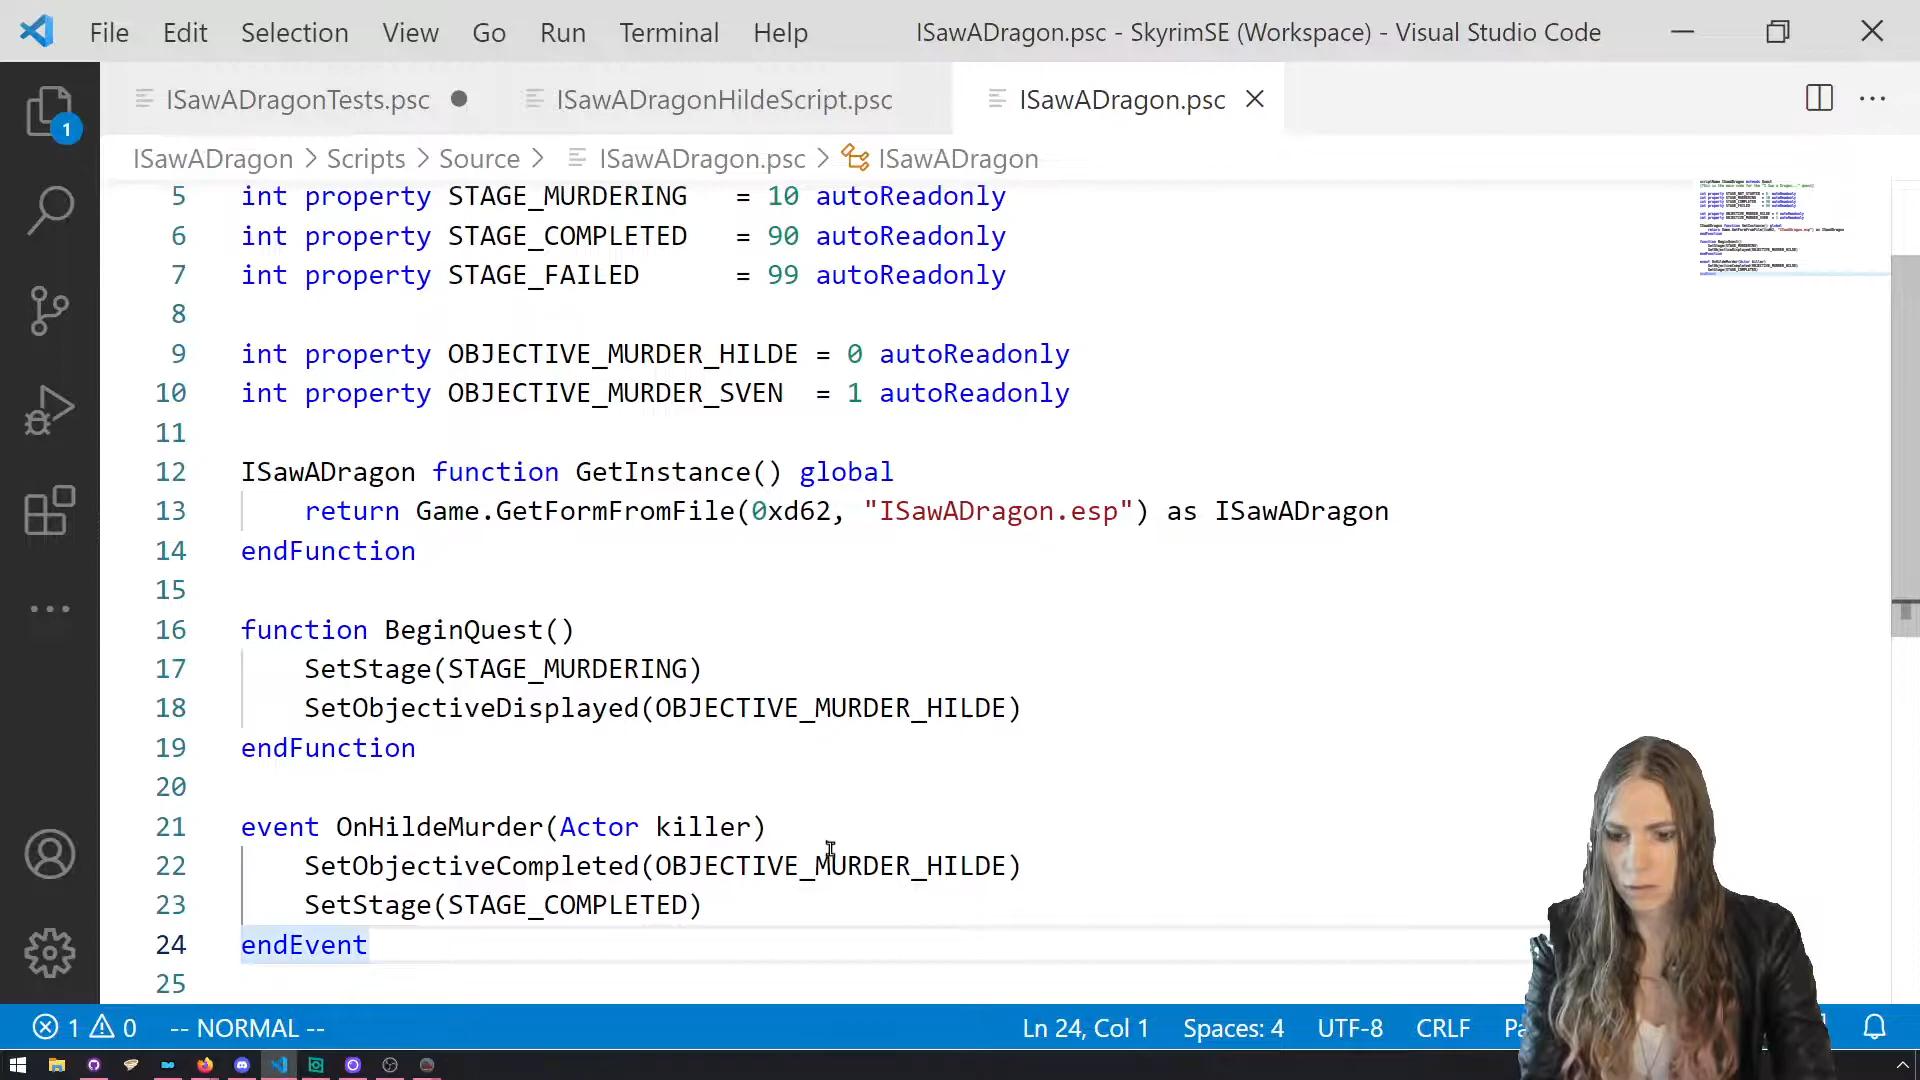 File Edit Selection View Go Run Terminal Help ISawADragon.psc - SkyrimSE (Workspace) - Visual Studio Code
ISawADragonTests.psc ISawADragonHildeScript.psc ISawADragon.psc
ISawADragon > Scripts > Source > ISawADragon.psc > ISawADragon
1
5 int property STAGE_MURDERING = 10 autoReadonly
6 int property STAGE_COMPLETED = 90 autoReadonly
7 int property STAGE_FAILED = 99 autoReadonly
8
9 int property OBJECTIVE_MURDER_HILDE = 0 autoReadonly
10 int property OBJECTIVE_MURDER_SVEN = 1 autoReadonly
11
12 ISawADragon function GetInstance() global
13 return Game.GetFormFromFile(0xd62, "ISawADragon.esp") as ISawADragon
14 endFunction
15
16 function BeginQuest()
17 SetStage(STAGE_MURDERING)
18 SetObjectiveDisplayed(OBJECTIVE_MURDER_HILDE)
19 endFunction
20
21 event OnHildeMurder(Actor killer)
22 SetObjectiveCompleted(OBJECTIVE_MURDER_HILDE)
23 SetStage(STAGE_COMPLETED)
24 endEvent
25
1 0 -- NORMAL -- Ln 24, Col 1 Spaces: 4 UTF-8 CRLF